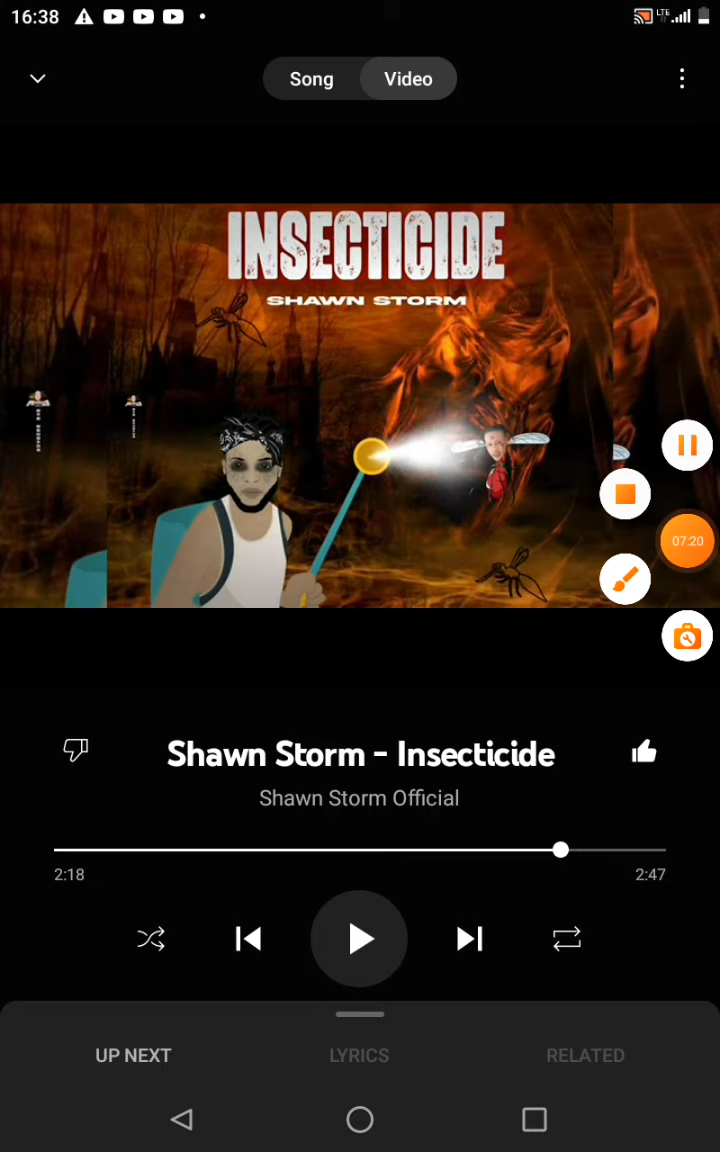 16:38
LTE
Song
Video
INSECTICIDE
SHAWN STORM
07:20
Shawn Storm - Insecticide
Shawn Storm Official
2:18
2:47
UP NEXT
LYRICS
RELATED